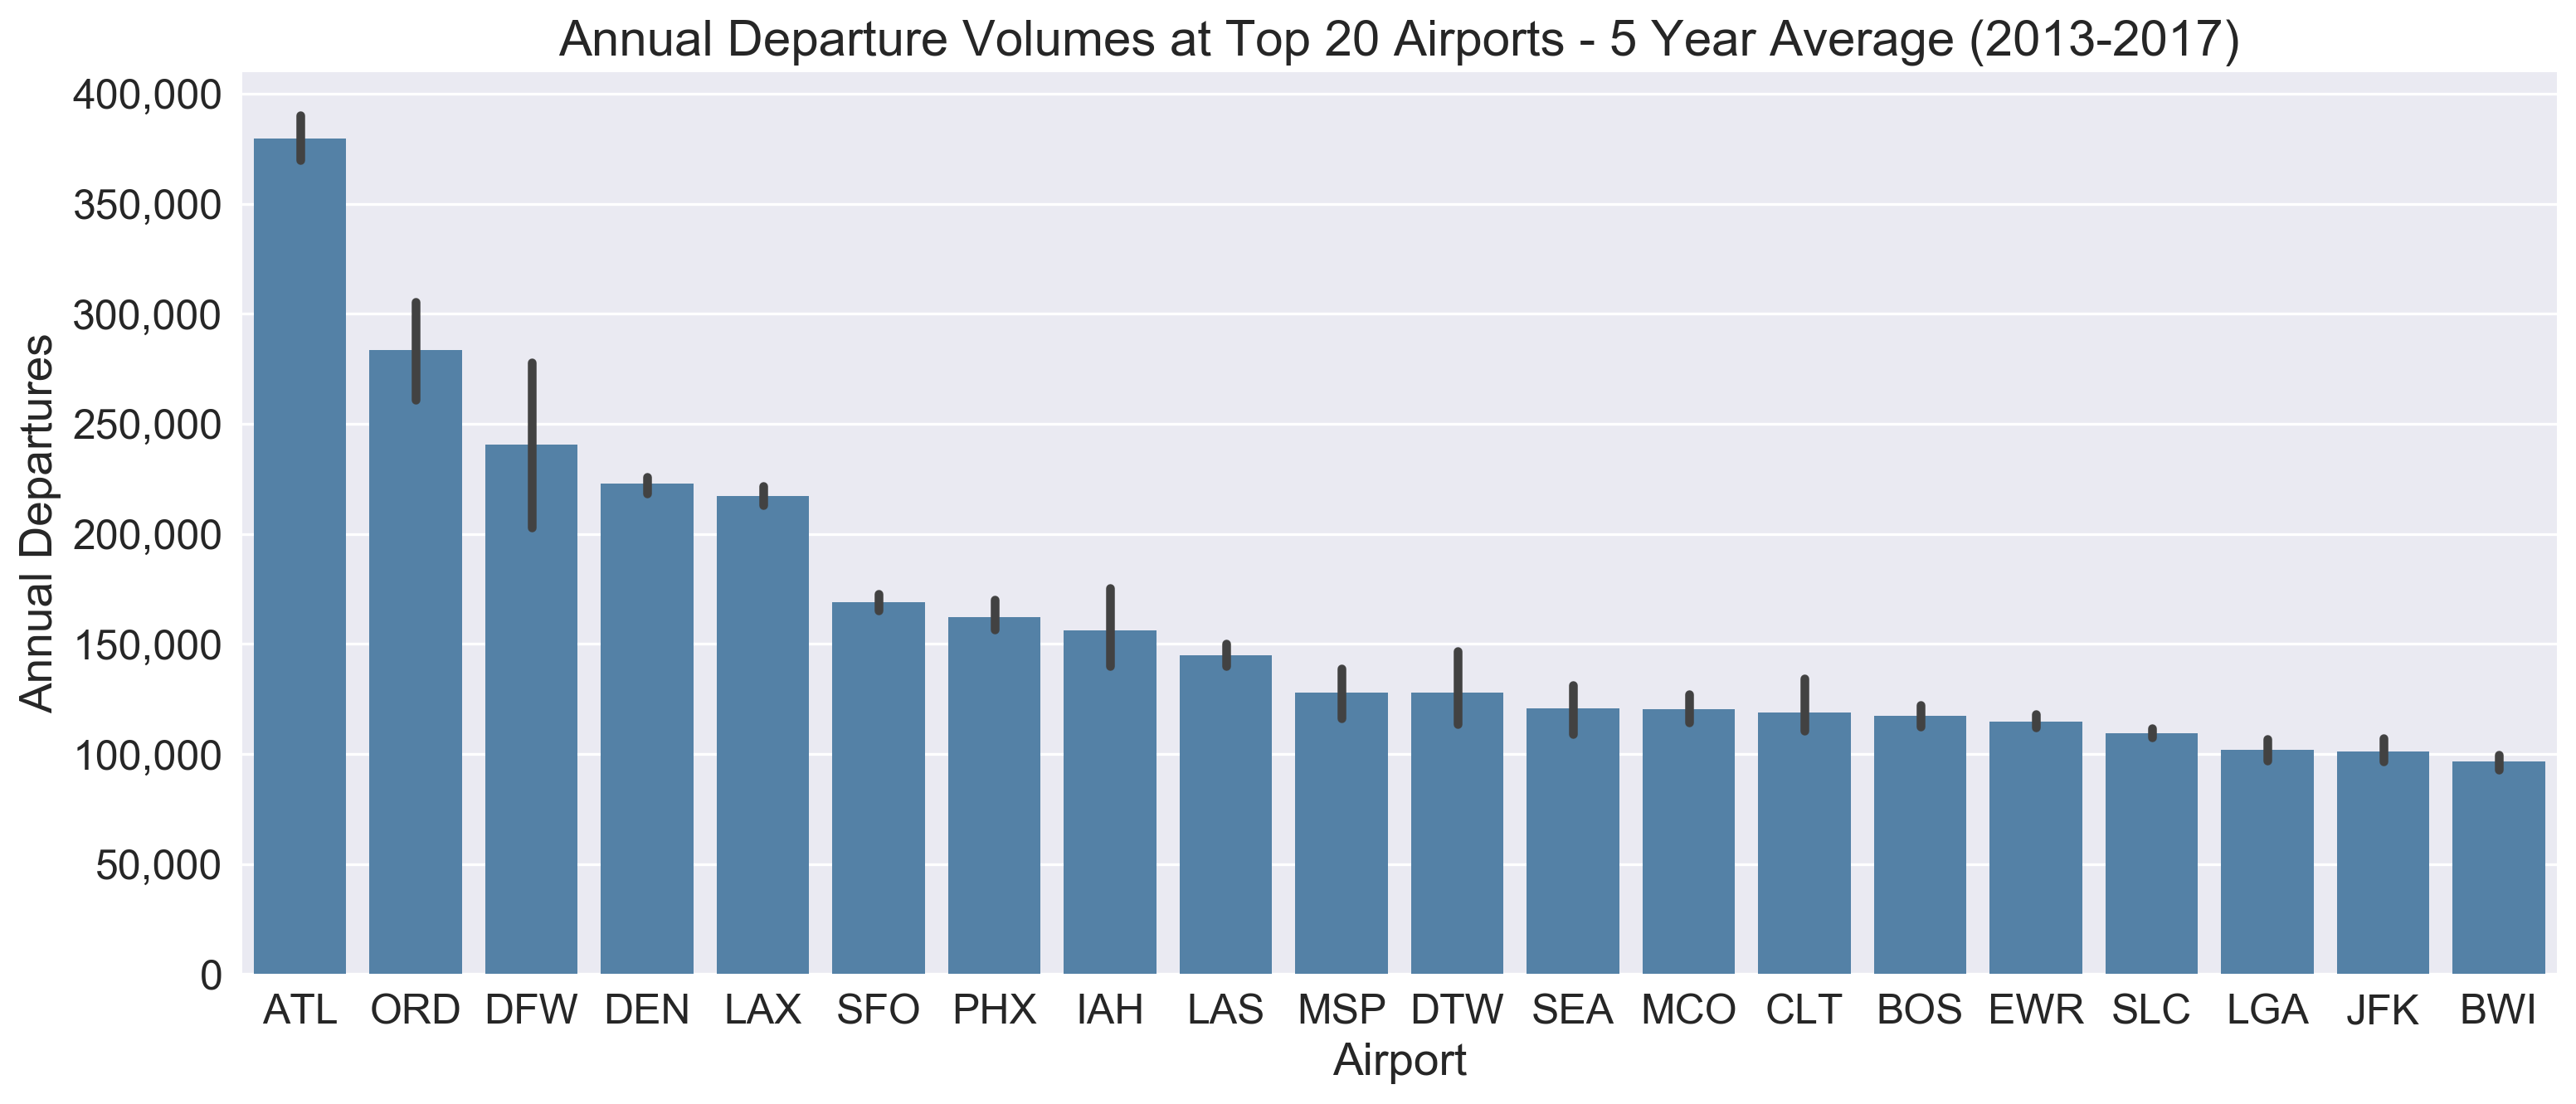 Annual Departure Volumes at Top 20 Airports - 5 Year Average (2013-2017)
Annual Departures
400,000
350,000
300,000
250,000
200,000
150,000
100,000
50,000
0
ATL ORD DFW DEN LAX SFO PHX IAH LAS MSP DTW SEA MCO CLT BOS EWR SLC LGA JFK BWI
Airport